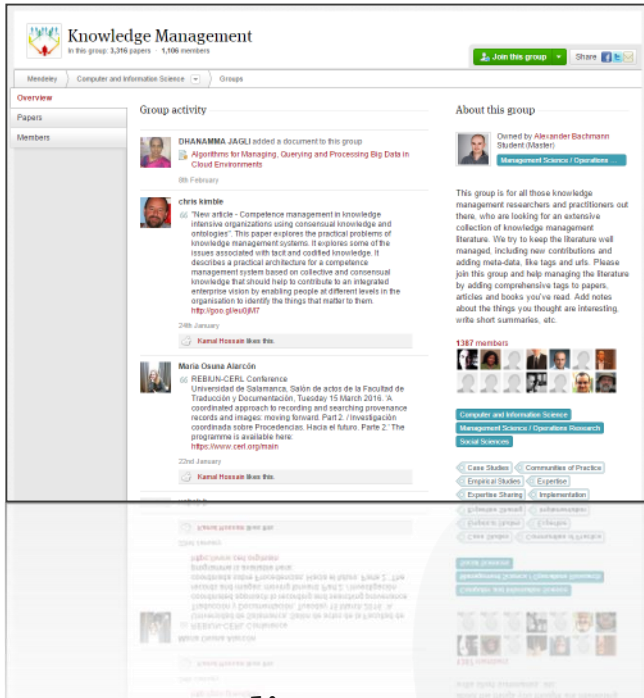 Knowledge Management
In this group: 3,316 papers · 1,106 members
Join this group
Share
Mendeley
Computer and Information Science
Groups
Overview
Papers
Members
Group activity
DHANAMMA JAGLI added a document to this group
Algorithms for Managing, Querying and Processing Big Data in
Cloud Environments
8th February
chris kimble
"New article - Competence management in knowledge
intensive organizations using consensual knowledge and
ontologies". This paper explores the practical problems of
knowledge management systems. It explores some of the
issues associated with tacit and codified knowledge. It
describes a practical architecture for a competence
management system based on collective and consensual
knowledge that should help to contribute to an integrated
enterprise vision by enabling people at different levels in the
organisation to identify the things that matter to them.
24th January
Kamal Hossain likes this.
Maria Osuna Alarcón
REBIUN-CERL Conference
Universidad de Salamanca, Salón de actos de la Facultad de
Traducción y Documentación, Tuesday 15 March 2016. 'A
coordinated approach to recording and searching provenance
records and images: moving forward. Part 2. / Investigación
coordinada sobre Procedencias. Hacia el futuro. Parte 2.' The
programme is available here:
https://www.cerl.org/main
22nd January
Kamal Hossain likes this.
About this group
Owned by Alexander Bachmann
Student (Master)
Management Science / Operations ...
This group is for all those knowledge
management researchers and practitioners out
there, who are looking for an extensive
collection of knowledge management
literature. We try to keep the literature well
managed, including new contributions and
adding meta-data, like tags and urls. Please
join this group and help managing the literature
by adding comprehensive tags to papers,
articles and books you've read. Add notes
about the things you thought are interesting,
write short summaries, etc.
1387 members
Computer and Information Science
Management Science / Operations Research
Social Sciences
Case Studies
Communities of Practice
Empirical Studies
Expertise
Expertise Sharing
Implementation